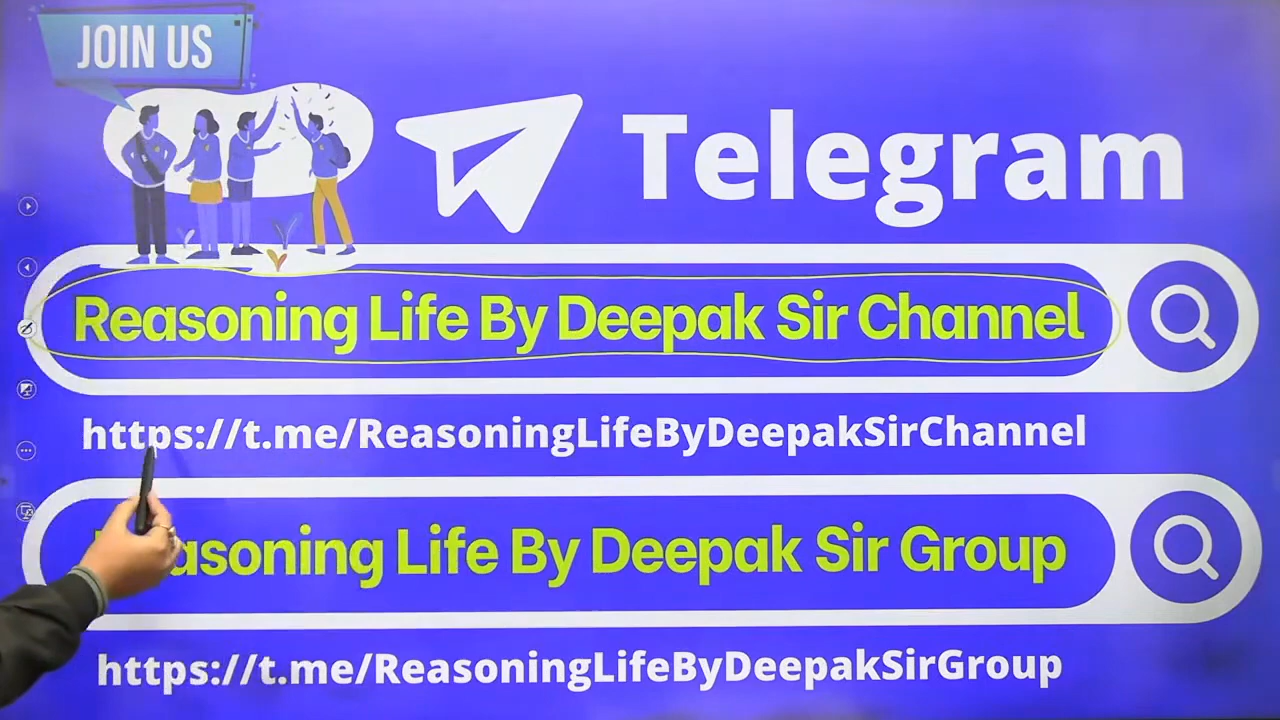 JOIN US
Telegram
Reasoning Life By Deepak Sir Channel
https://t.me/ReasoningLifeByDeepakSirChannel
Reasoning Life By Deepak Sir Group
https://t.me/ReasoningLifeByDeepakSirGroup